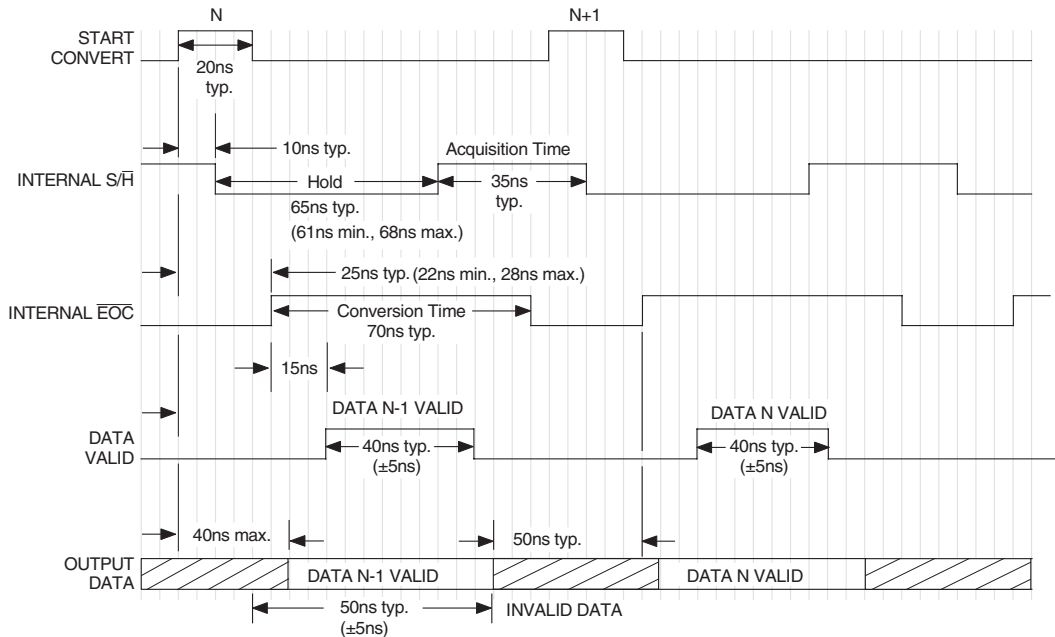 N
N+1
START
CONVERT
20ns
typ.
10ns typ.
Acquisition Time
INTERNAL S/H̅
Hold
35ns
typ.
65ns typ.
(61ns min., 68ns max.)
25ns typ. (22ns min., 28ns max.)
INTERNAL E̅O̅C̅
Conversion Time
70ns typ.
15ns
DATA N-1 VALID
DATA N VALID
DATA
VALID
40ns typ.
(±5ns)
40ns typ.
(±5ns)
40ns max.
50ns typ.
OUTPUT
DATA
DATA N-1 VALID
DATA N VALID
50ns typ.
(±5ns)
INVALID DATA